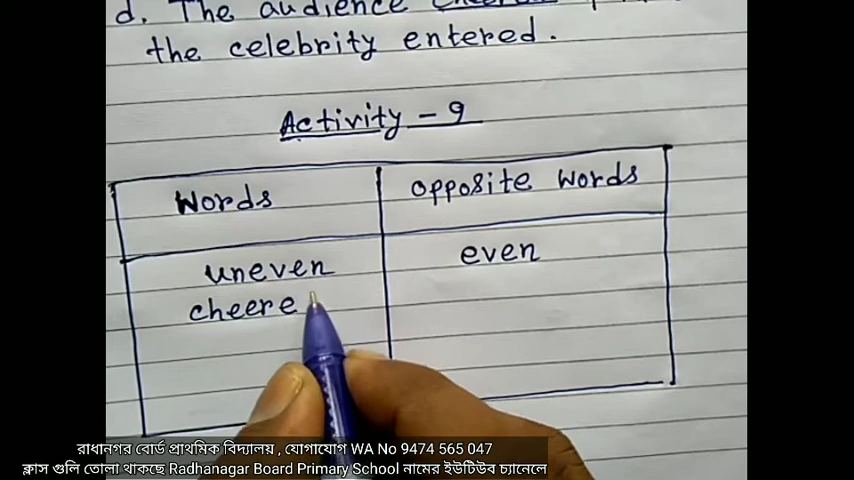 d. The audience
the celebrity entered.
Activity - 9
Words
opposite words
uneven
even
cheere
রাধানগর বোর্ড প্রাথমিক বিদ্যালয় , যোগাযোগ WA No 9474 565 047
ক্লাস গুলি তোলা থাকছে Radhanagar Board Primary School নামের ইউটিউব চ্যানেলে